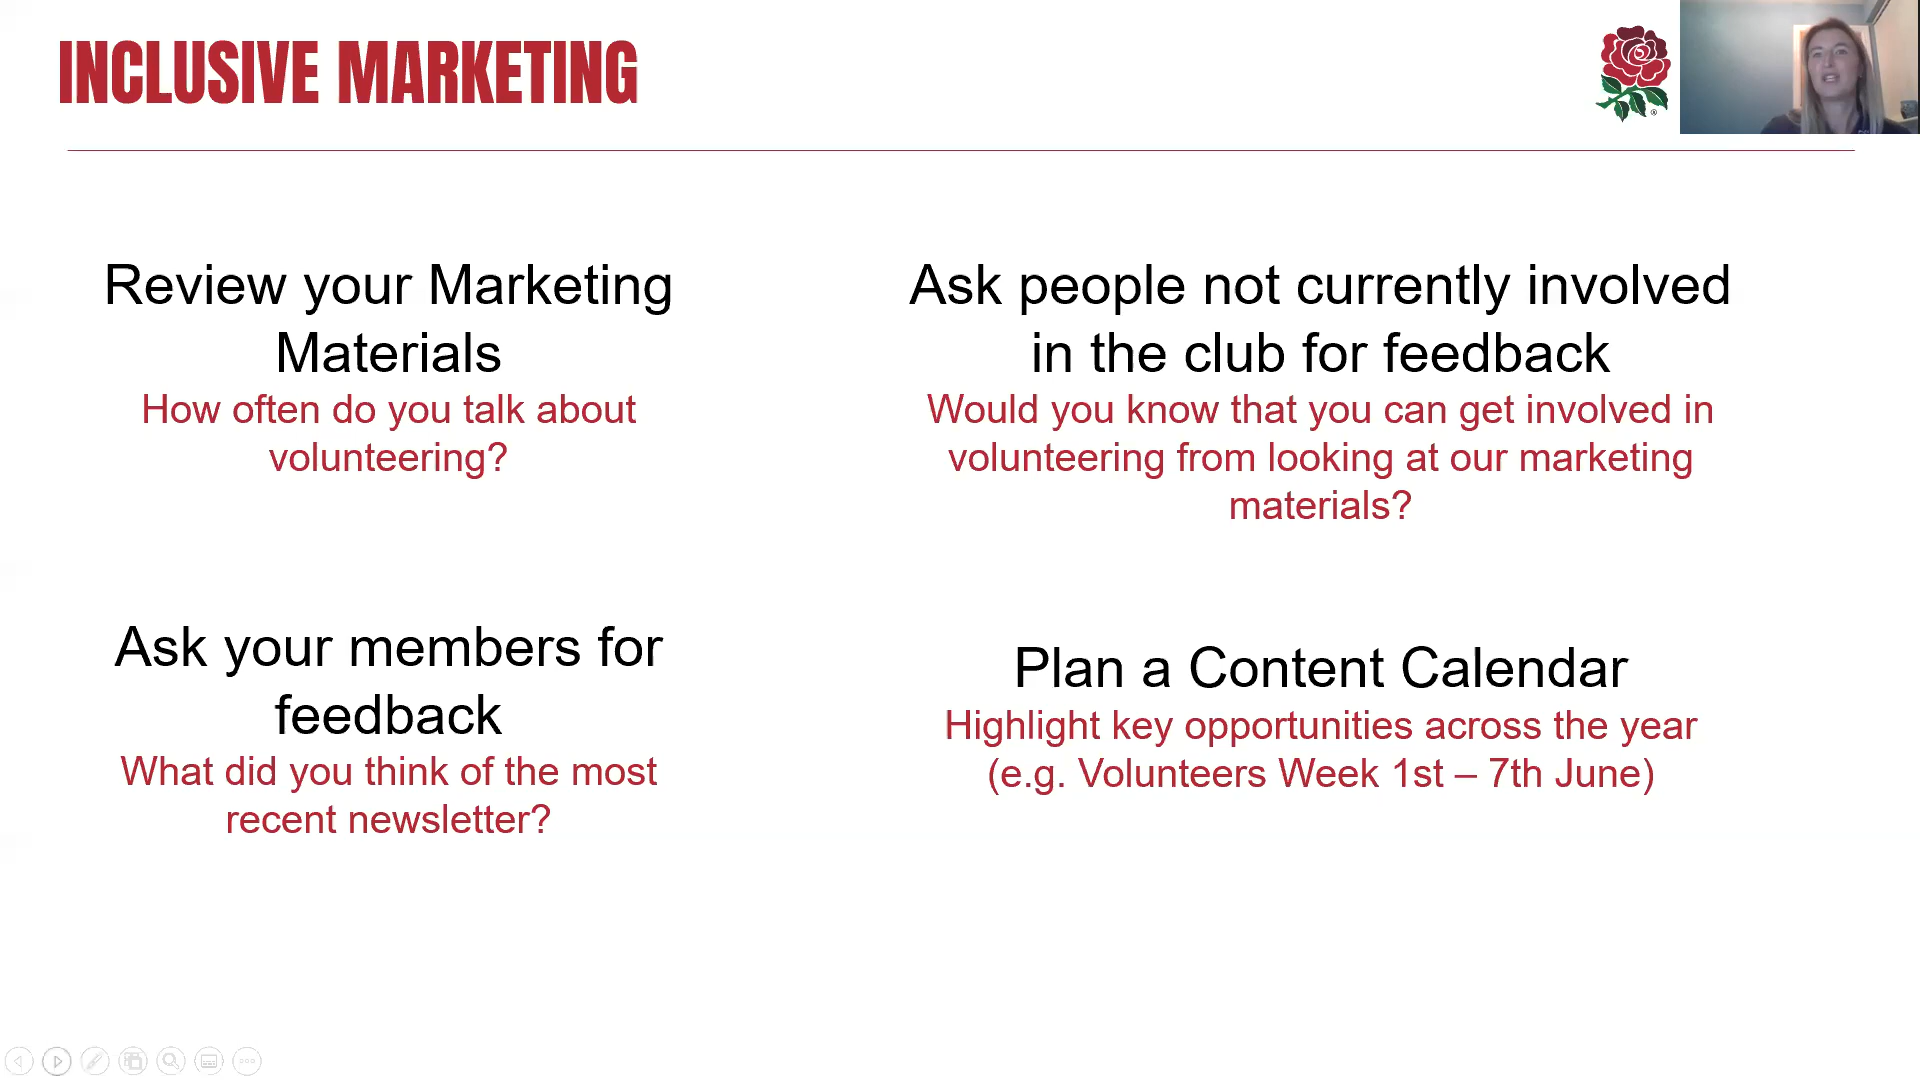 INCLUSIVE MARKETING
Review your Marketing
Materials
How often do you talk about
volunteering?
Ask people not currently involved
in the club for feedback
Would you know that you can get involved in
volunteering from looking at our marketing
materials?
Ask your members for
feedback
What did you think of the most
recent newsletter?
Plan a Content Calendar
Highlight key opportunities across the year
(e.g. Volunteers Week 1st – 7th June)